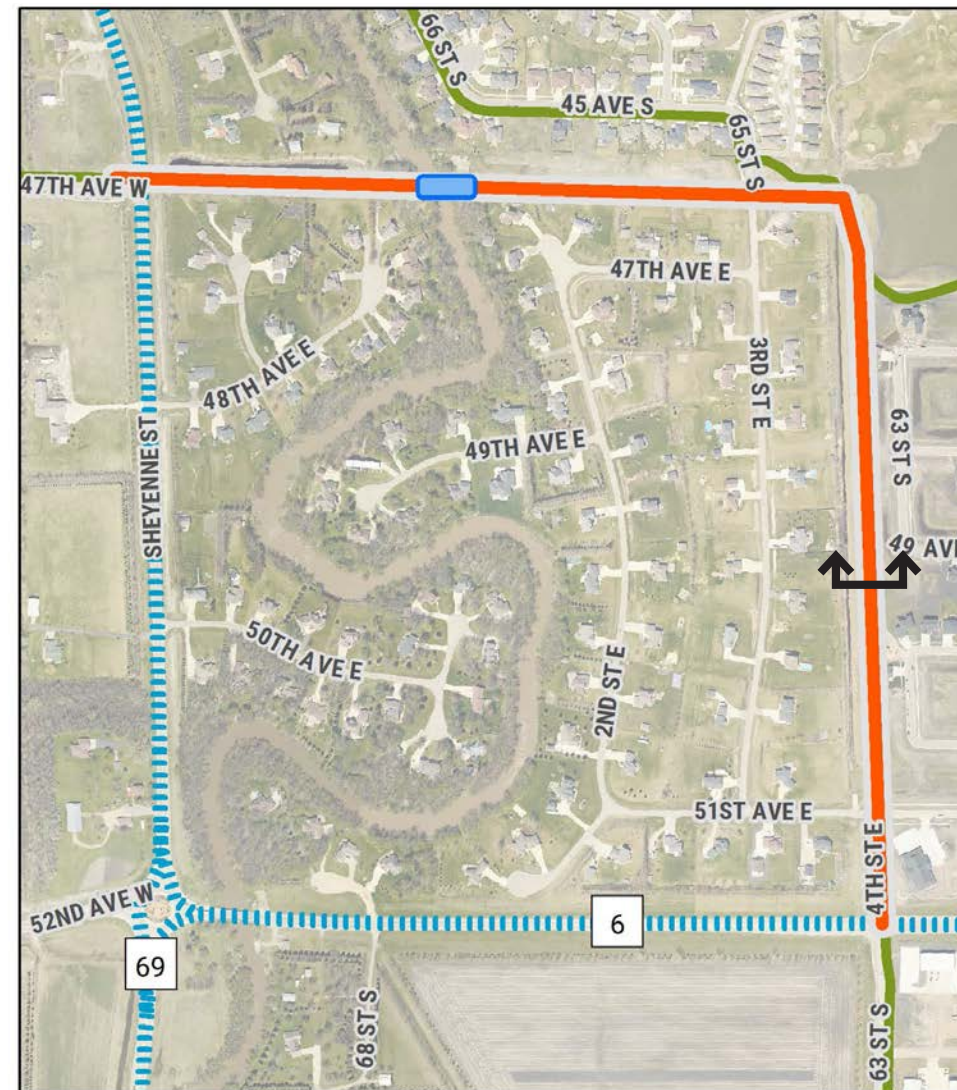 66 ST S
45 AVE S
65 ST S
47TH AVE W
47TH AVE E
48TH AVE E
3RD ST E
63 ST S
49TH AVE E
SHEYENNE ST
49 AVE
50TH AVE E
2ND ST E
51ST AVE E
4TH ST E
52ND AVE W
6
69
68 ST S
63 ST S